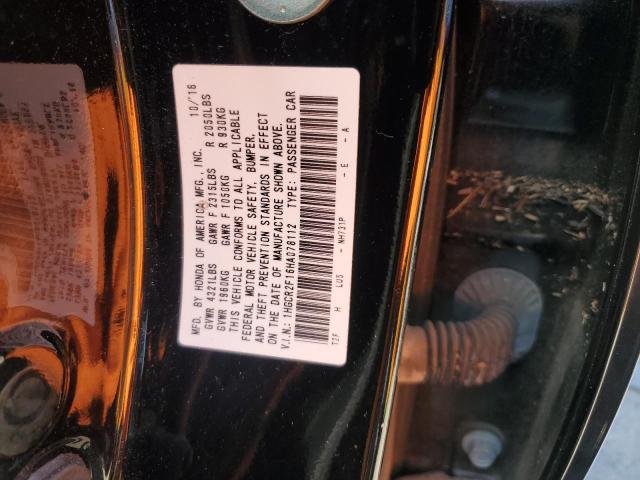 MFD. BY HONDA OF AMERICA MFG., INC. 10/16
GVWR 4321LBS GAWR F 2315LBS R 2050LBS
GVWR 1960KG GAWR F 1050KG R 930KG
THIS VEHICLE CONFORMS TO ALL APPLICABLE
FEDERAL MOTOR VEHICLE SAFETY, BUMPER,
AND THEFT PREVENTION STANDARDS IN EFFECT
ON THE DATE OF MANUFACTURE SHOWN ABOVE.
V.I.N.: 1HGCR2F16HA078112 TYPE: PASSENGER CAR
T2F H LU5 - NH731P - E - A